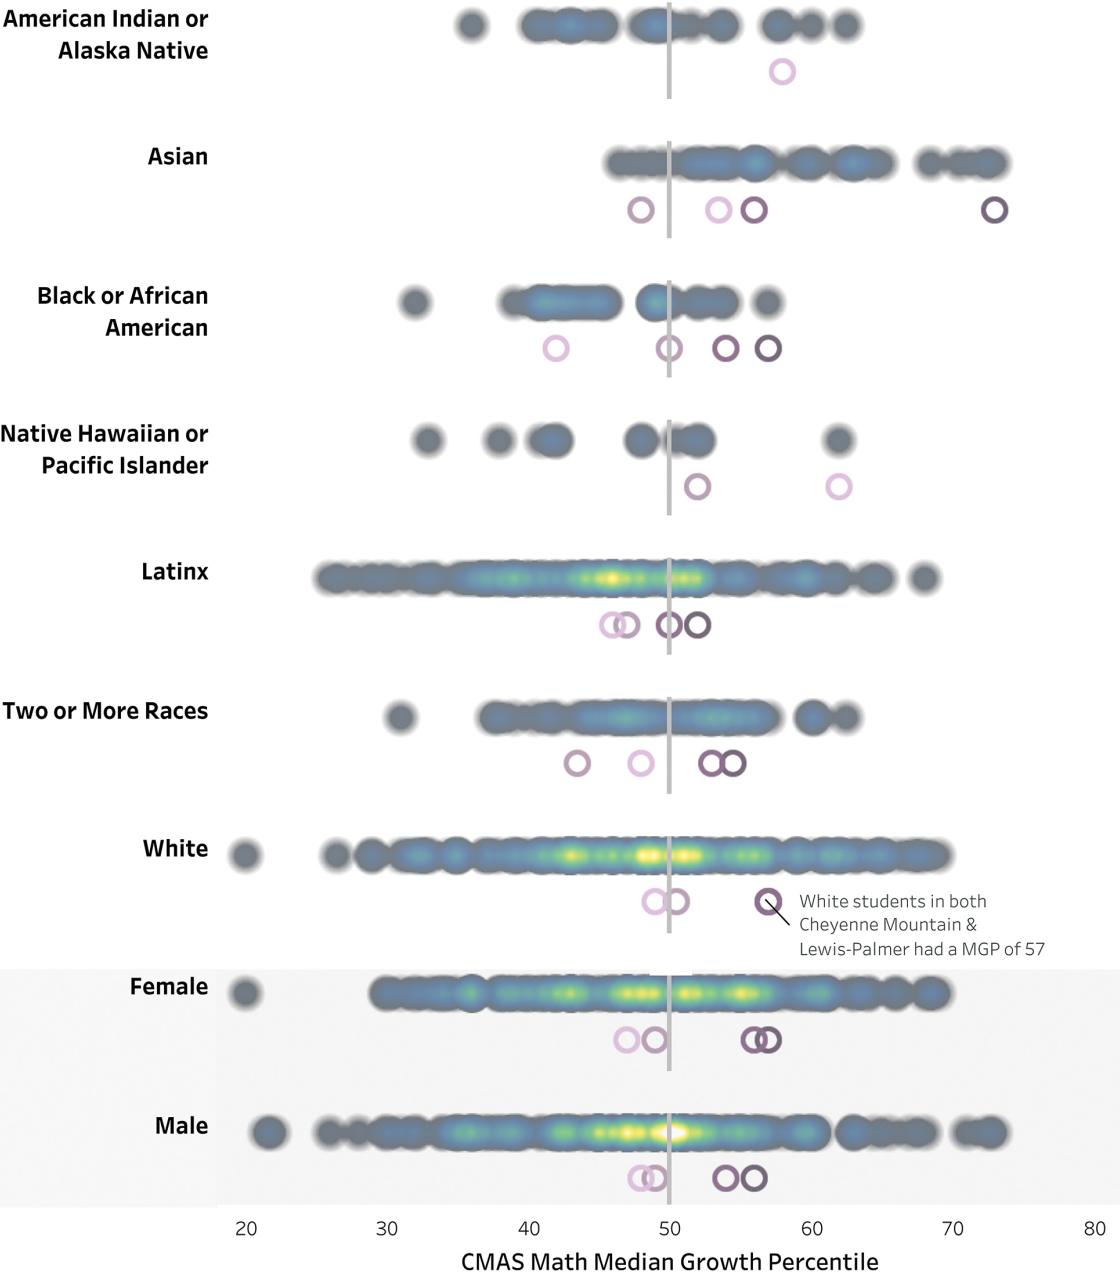 American Indian or
Alaska Native
Asian
Black or African
American
Native Hawaiian or
Pacific Islander
Latinx
Two or More Races
White
White students in both
Cheyenne Mountain &
Lewis-Palmer had a MGP of 57
Female
Male
20 30 40 50 60 70 80
CMAS Math Median Growth Percentile